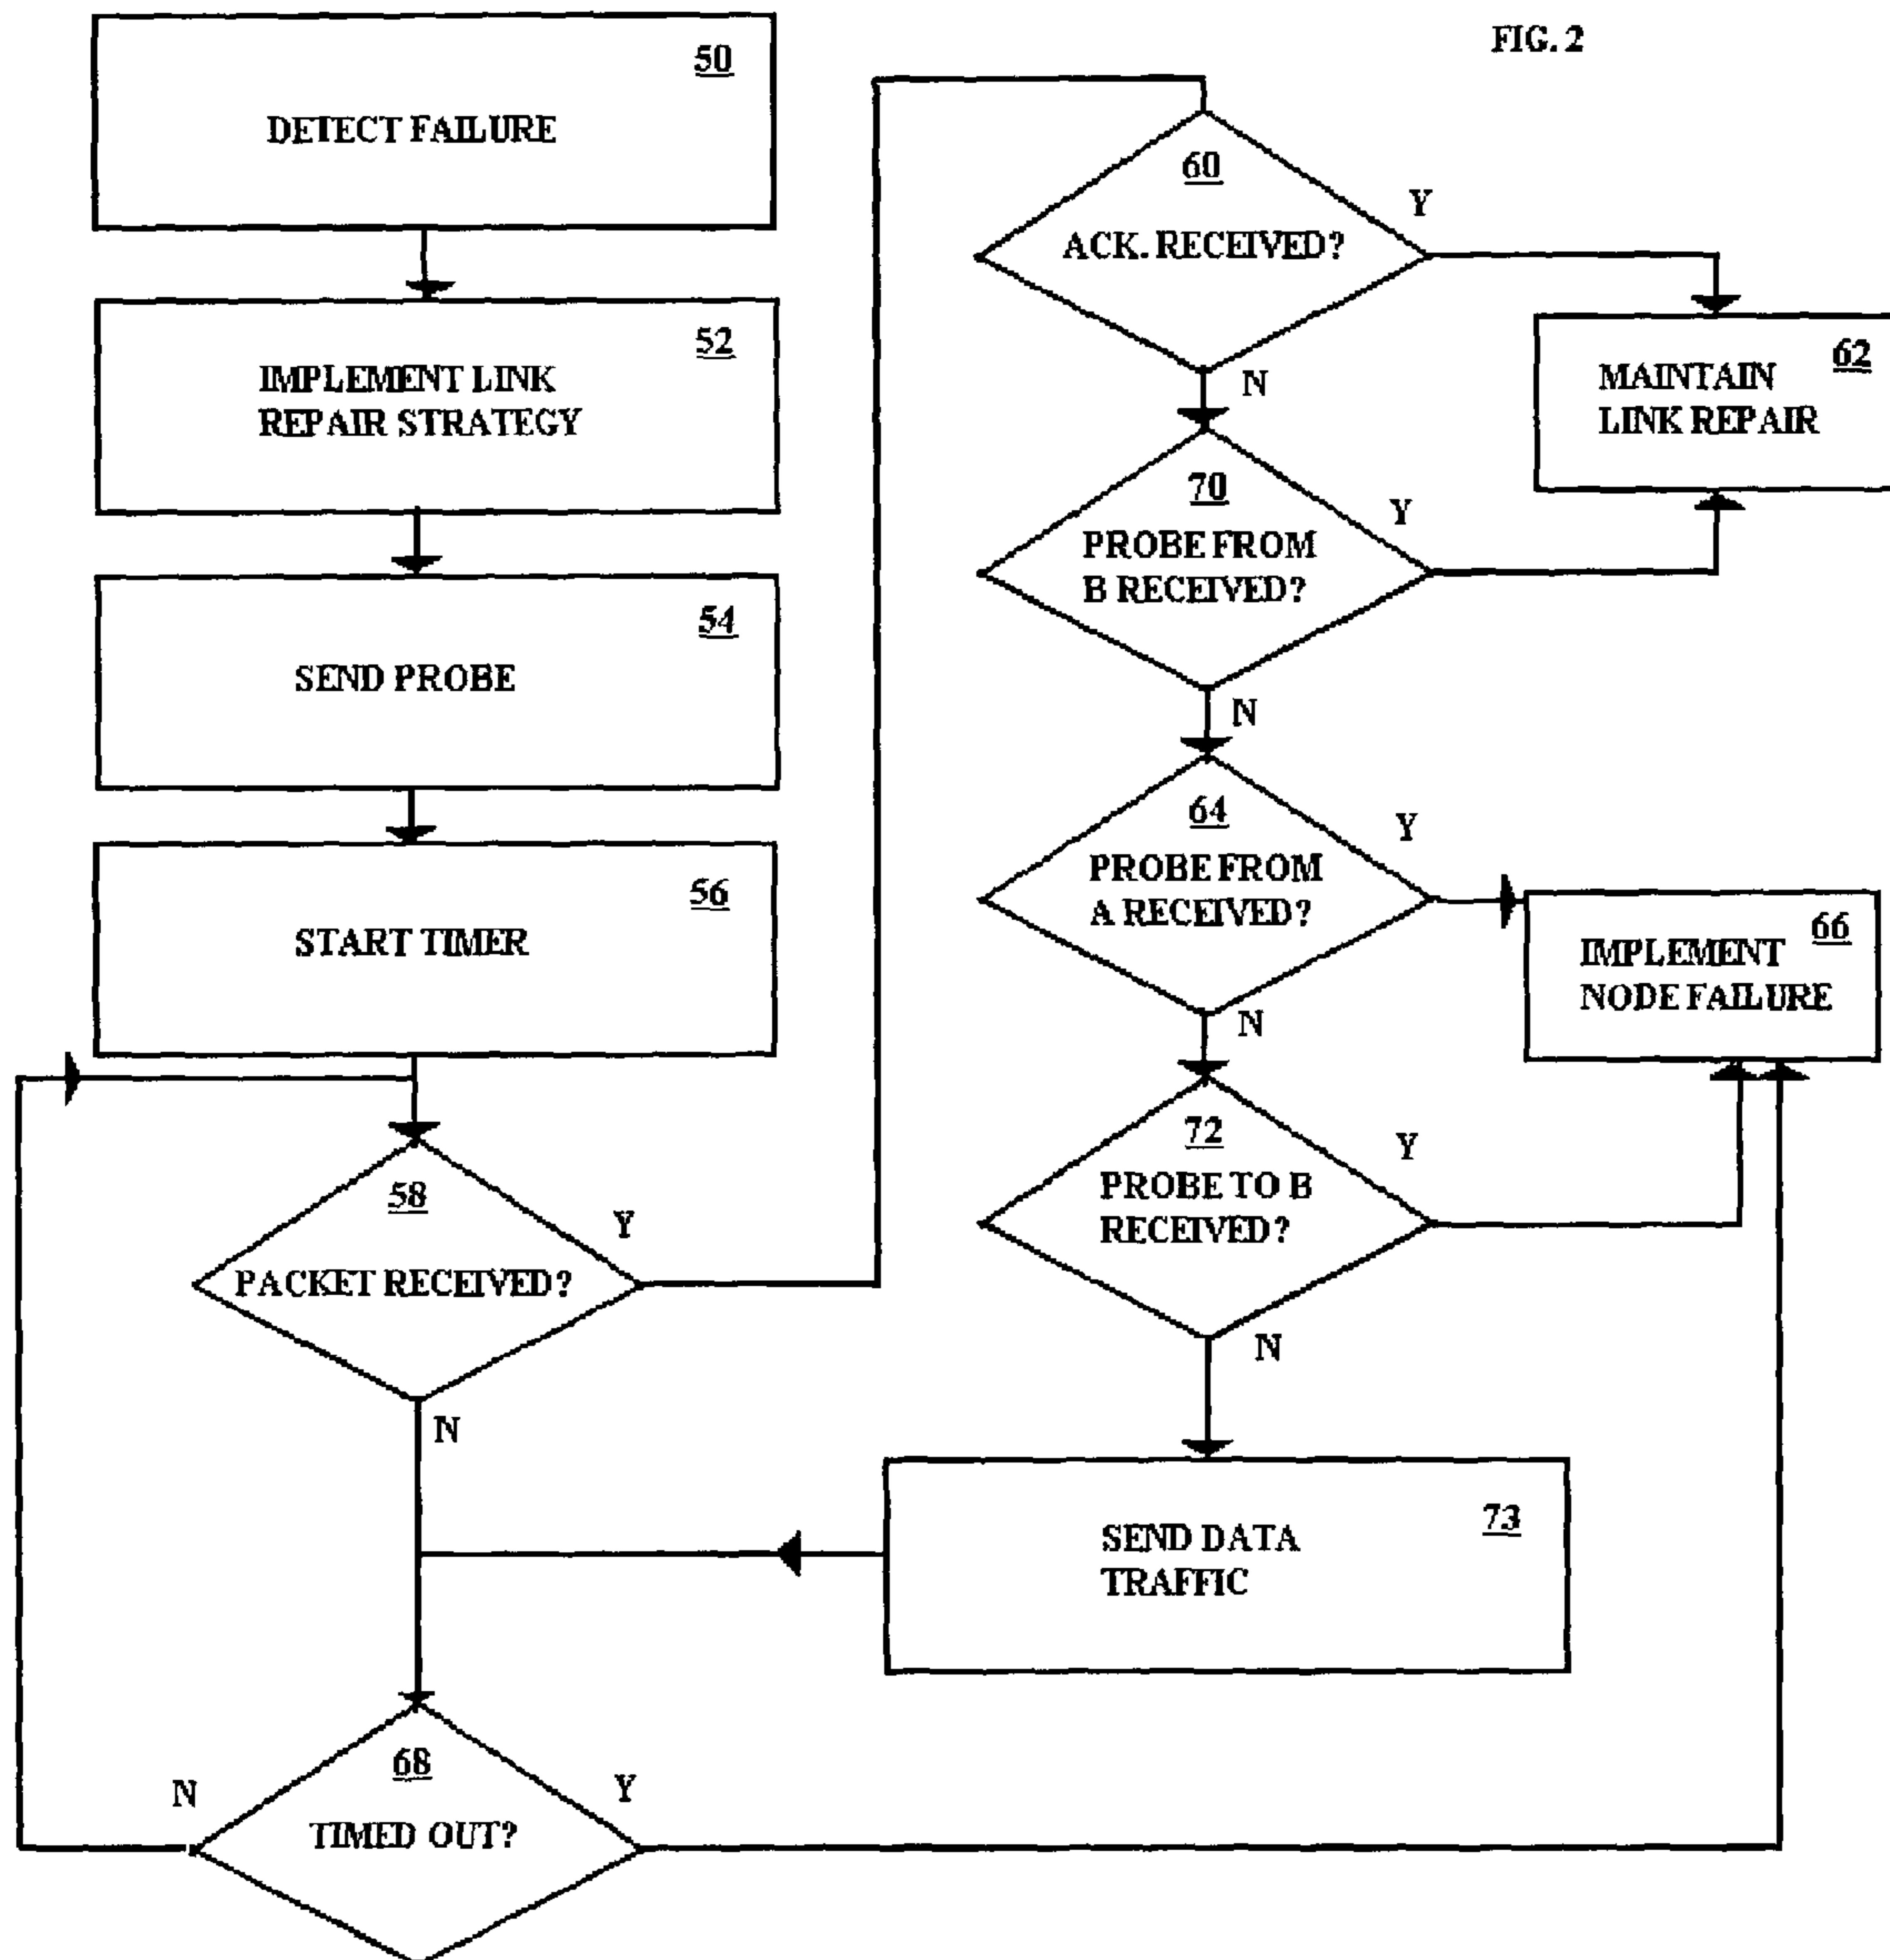 FIG. 2
50
DETECT FAILURE
52
IMPLEMENT LINK
REPAIR STRATEGY
54
SEND PROBE
56
START TIMER
58
PACKET RECEIVED?
Y
N
68
TIMED OUT?
N
Y
60
ACK. RECEIVED?
Y
N
62
MAINTAIN
LINK REPAIR
70
PROBE FROM
B RECEIVED?
Y
N
64
PROBE FROM
A RECEIVED?
Y
N
66
IMPLEMENT
NODE FAILURE
72
PROBE TO B
RECEIVED?
Y
N
73
SEND DATA
TRAFFIC